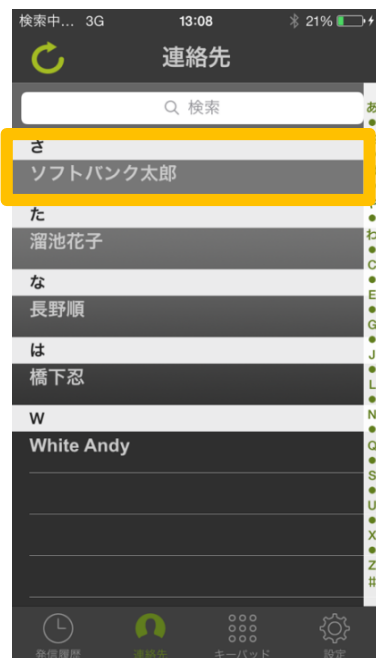 検索中... 3G 13:08 21%
連絡先
検索
さ
ソフトバンク太郎
た
溜池花子
な
長野順
は
橋下忍
W
White Andy
あ
わ
C
E
G
J
L
N
Q
S
U
X
Z
#
発信履歴 連絡先 キーパッド 設定